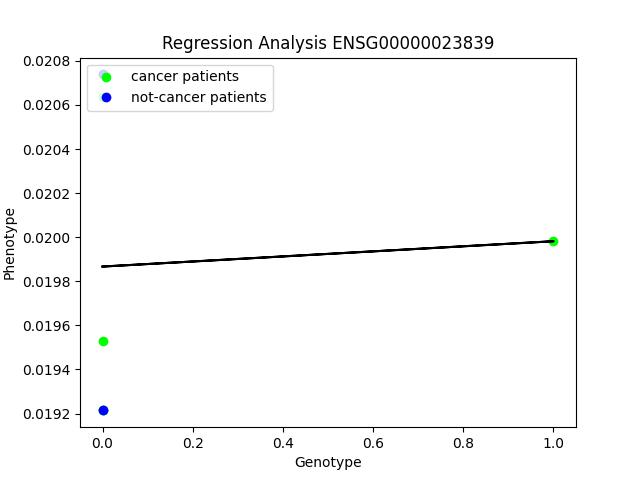 Regression Analysis ENSG00000023839
cancer patients
not-cancer patients
Phenotype
0.0208
0.0206
0.0204
0.0202
0.0200
0.0198
0.0196
0.0194
0.0192
0.0 0.2 0.4 0.6 0.8 1.0
Genotype